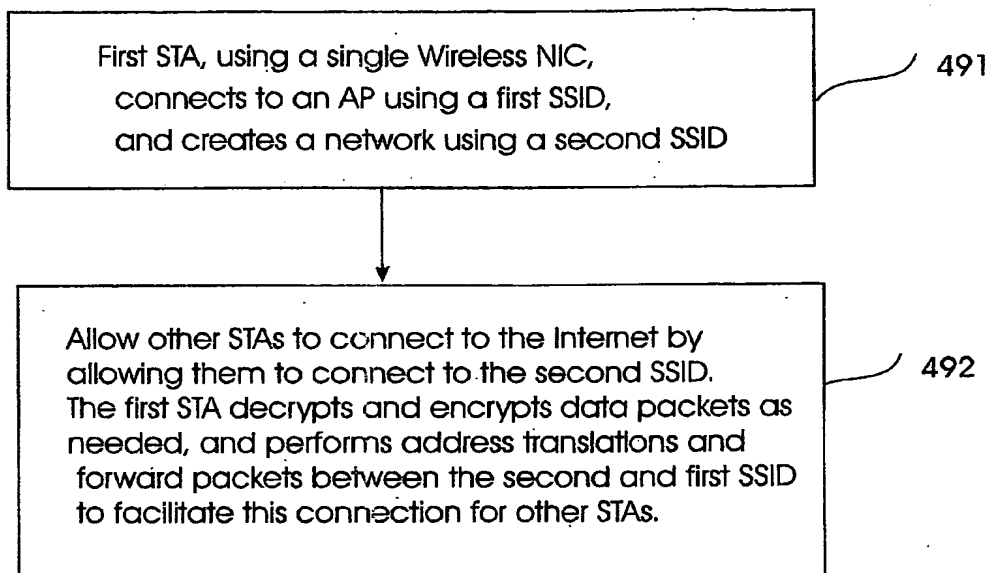 First STA, using a single Wireless NIC,
connects to an AP using a first SSID,
and creates a network using a second SSID
491
Allow other STAs to connect to the Internet by
allowing them to connect to the second SSID.
The first STA decrypts and encrypts data packets as
needed, and performs address translations and
forward packets between the second and first SSID
to facilitate this connection for other STAs.
492